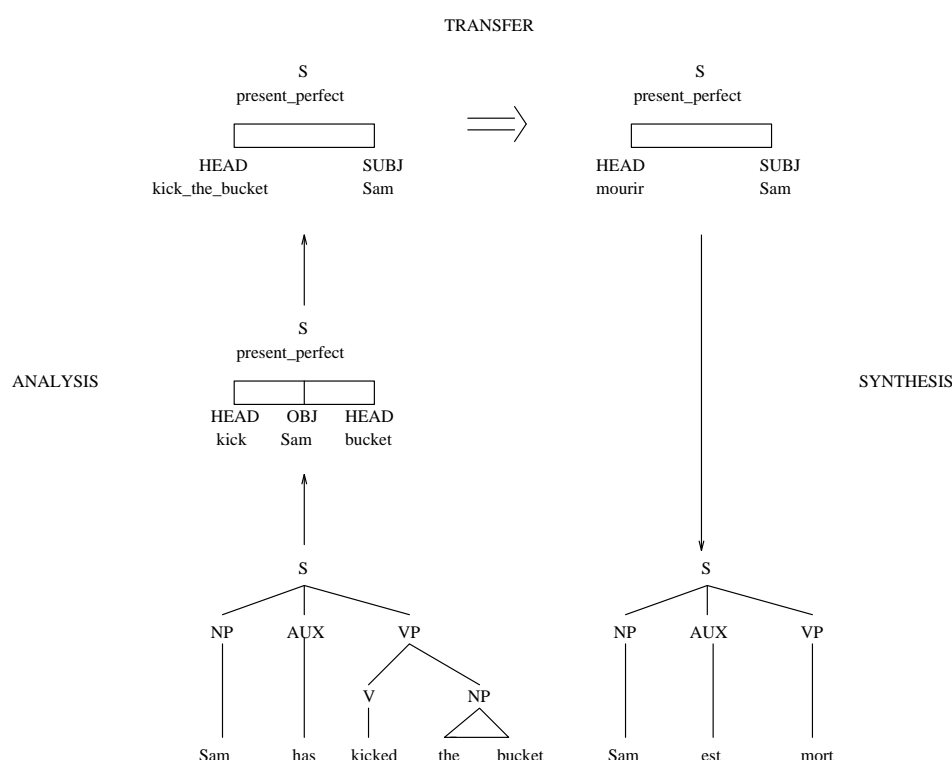 TRANSFER
S S
present_perfect present_perfect
HEAD SUBJ HEAD SUBJ
kick_the_bucket Sam mourir Sam
S
present_perfect
ANALYSIS SYNTHESIS
HEAD OBJ HEAD
kick Sam bucket
S S
NP AUX VP NP AUX VP
V NP
Sam has kicked the bucket Sam est mort